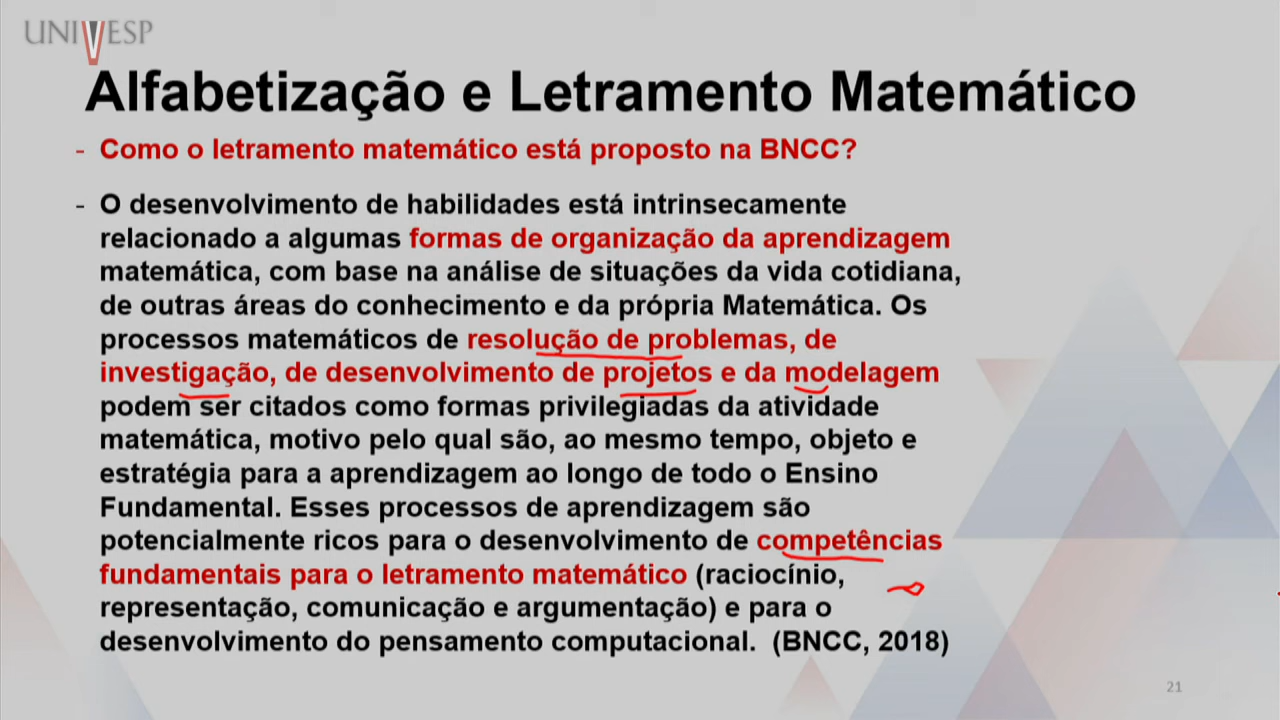 UNIVESP
Alfabetização e Letramento Matemático
- Como o letramento matemático está proposto na BNCC?
- O desenvolvimento de habilidades está intrinsecamente
relacionado a algumas formas de organização da aprendizagem
matemática, com base na análise de situações da vida cotidiana,
de outras áreas do conhecimento e da própria Matemática. Os
processos matemáticos de resolução de problemas, de
investigação, de desenvolvimento de projetos e da modelagem
podem ser citados como formas privilegiadas da atividade
matemática, motivo pelo qual são, ao mesmo tempo, objeto e
estratégia para a aprendizagem ao longo de todo o Ensino
Fundamental. Esses processos de aprendizagem são
potencialmente ricos para o desenvolvimento de competências
fundamentais para o letramento matemático (raciocínio,
representação, comunicação e argumentação) e para o
desenvolvimento do pensamento computacional. (BNCC, 2018)
21